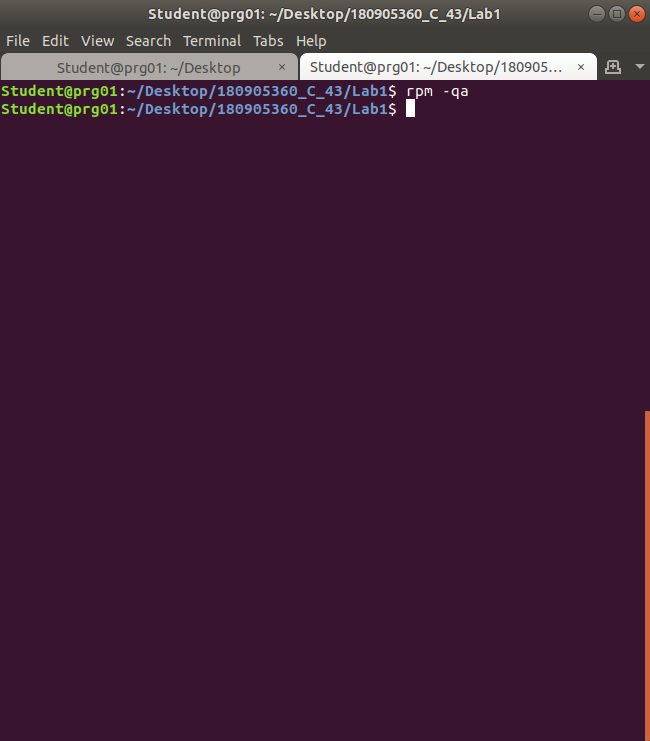 Student@prg01: ~/Desktop/180905360_C_43/Lab1
File Edit View Search Terminal Tabs Help
Student@prg01: ~/Desktop × Student@prg01: ~/Desktop/180905... ×
Student@prg01:~/Desktop/180905360_C_43/Lab1$ rpm -qa
Student@prg01:~/Desktop/180905360_C_43/Lab1$